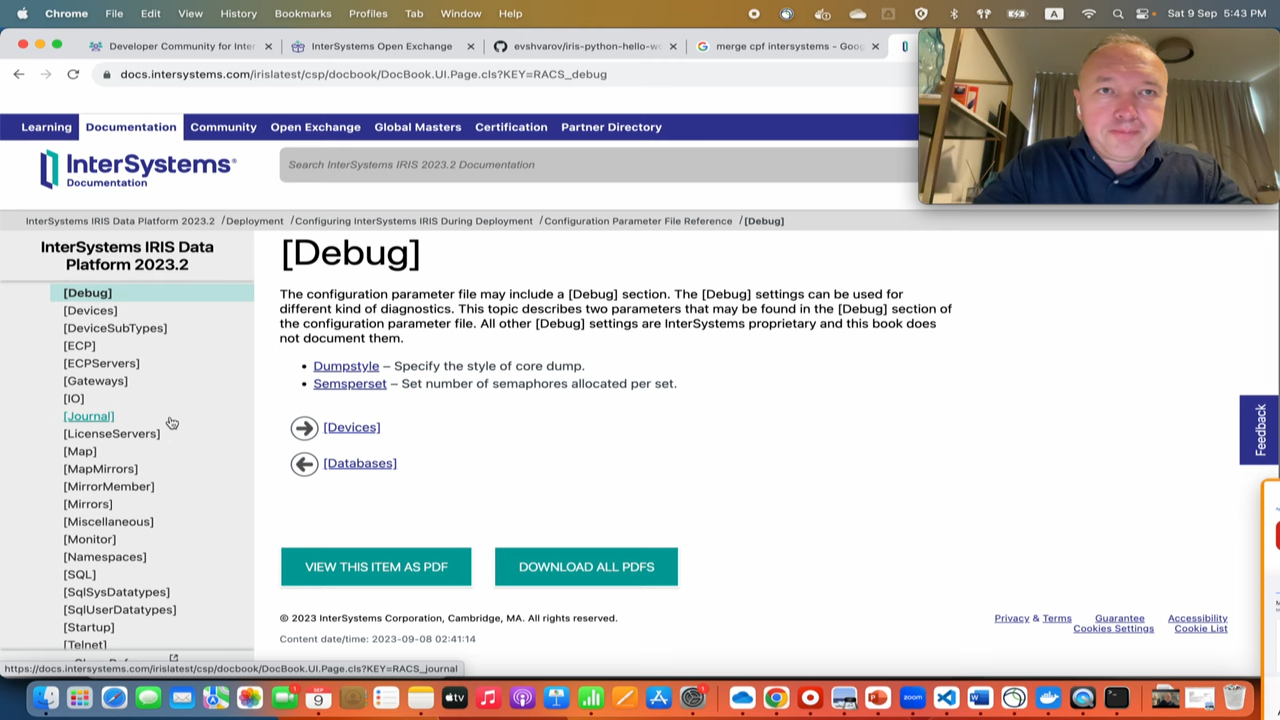 Chrome File Edit View History Bookmarks Profiles Tab Window Help A Sat 9 Sep 5:43 PM
Developer Community for Inter InterSystems Open Exchange evshvarov/iris-python-hello-wo merge cpf intersystems - Goog
docs.intersystems.com/irislatest/csp/docbook/DocBook.UI.Page.cls?KEY=RACS_debug
Learning Documentation Community Open Exchange Global Masters Certification Partner Directory
InterSystems®
Documentation
Search InterSystems IRIS 2023.2 Documentation
InterSystems IRIS Data Platform 2023.2 /Deployment /Configuring InterSystems IRIS During Deployment /Configuration Parameter File Reference /[Debug]
InterSystems IRIS Data
Platform 2023.2
[Debug]
[Devices]
[DeviceSubTypes]
[ECP]
[ECPServers]
[Gateways]
[IO]
[Journal]
[LicenseServers]
[Map]
[MapMirrors]
[MirrorMember]
[Mirrors]
[Miscellaneous]
[Monitor]
[Namespaces]
[SQL]
[SqlSysDatatypes]
[SqlUserDatatypes]
[Startup]
[Telnet]
[Debug]
The configuration parameter file may include a [Debug] section. The [Debug] settings can be used for
different kind of diagnostics. This topic describes two parameters that may be found in the [Debug] section of
the configuration parameter file. All other [Debug] settings are InterSystems proprietary and this book does
not document them.
• Dumpstyle – Specify the style of core dump.
• Semsperset – Set number of semaphores allocated per set.
[Devices]
[Databases]
VIEW THIS ITEM AS PDF DOWNLOAD ALL PDFS
© 2023 InterSystems Corporation, Cambridge, MA. All rights reserved.
Content date/time: 2023-09-08 02:41:14
Privacy & Terms Guarantee Accessibility
Cookies Settings Cookie List
Feedback
https://docs.intersystems.com/irislatest/csp/docbook/DocBook.UI.Page.cls?KEY=RACS_journal
SEP
9
tv
zoom